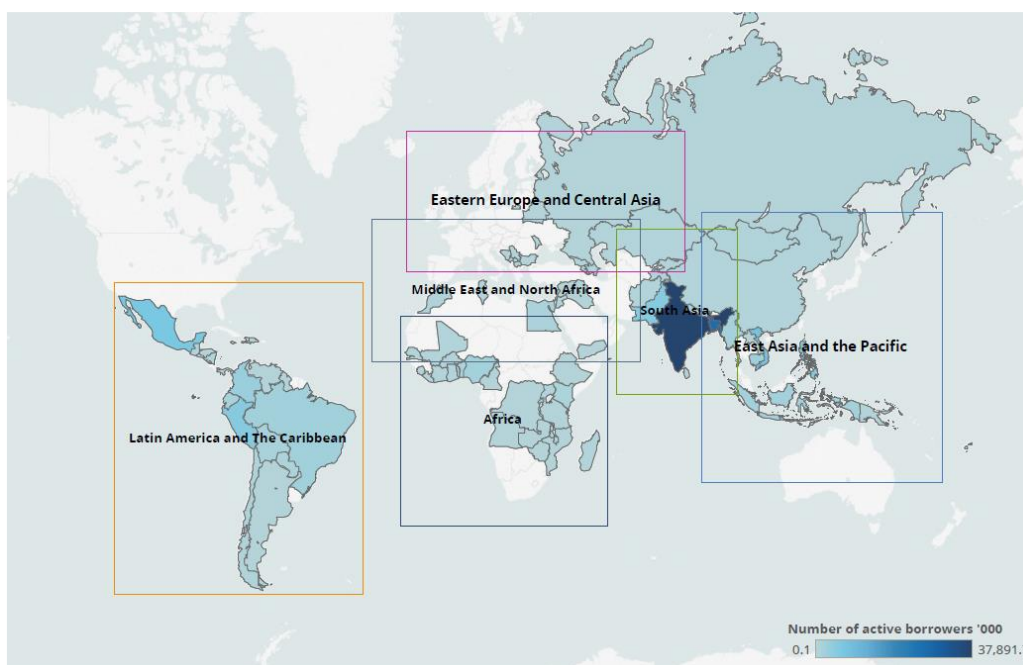 Eastern Europe and Central Asia
Middle East and North Africa
South Asia
East Asia and the Pacific
Africa
Latin America and The Caribbean
Number of active borrowers '000
0.1 37,891.